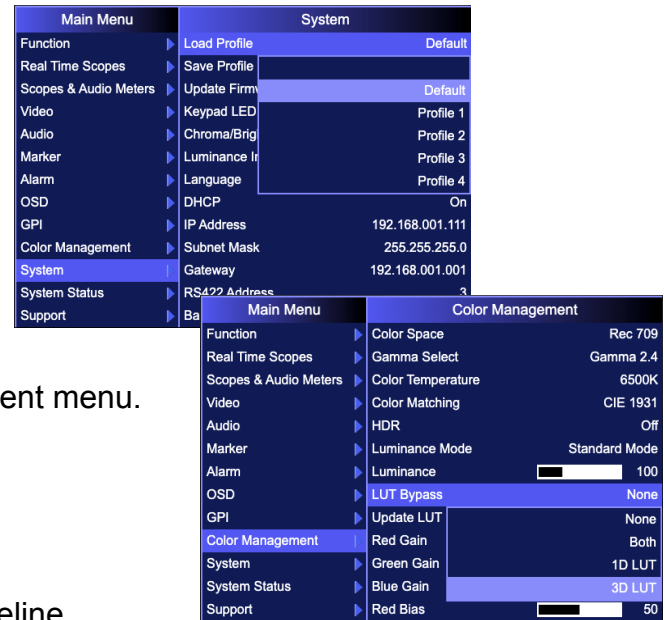 Main Menu System
Function Load Profile Default
Real Time Scopes Save Profile
Scopes & Audio Meters Update Default
Video Keypad LED Profile 1
Audio Profile 2
Marker Luminance Profile 3
Alarm Language Profile 4
OSD DHCP On
GPI IP Address 192.168.001.111
Color Management Subnet Mask 255.255.255.0
System Gateway 192.168.001.001
System Status RS422 Address 3
Support Ba
Main Menu Color Management
Function Color Space Rec 709
Real Time Scopes Gamma Select Gamma 2.4
Scopes & Audio Meters Color Temperature 6500K
Video Color Matching CIE 1931
Audio HDR Off
Marker Luminance Mode Standard Mode
Alarm Luminance 100
OSD LUT Bypass None
GPI Update LUT None
Color Management Red Gain Both
System Green Gain 1D LUT
System Status Blue Gain 3D LUT
Support Red Bias 50
ent menu.
eline